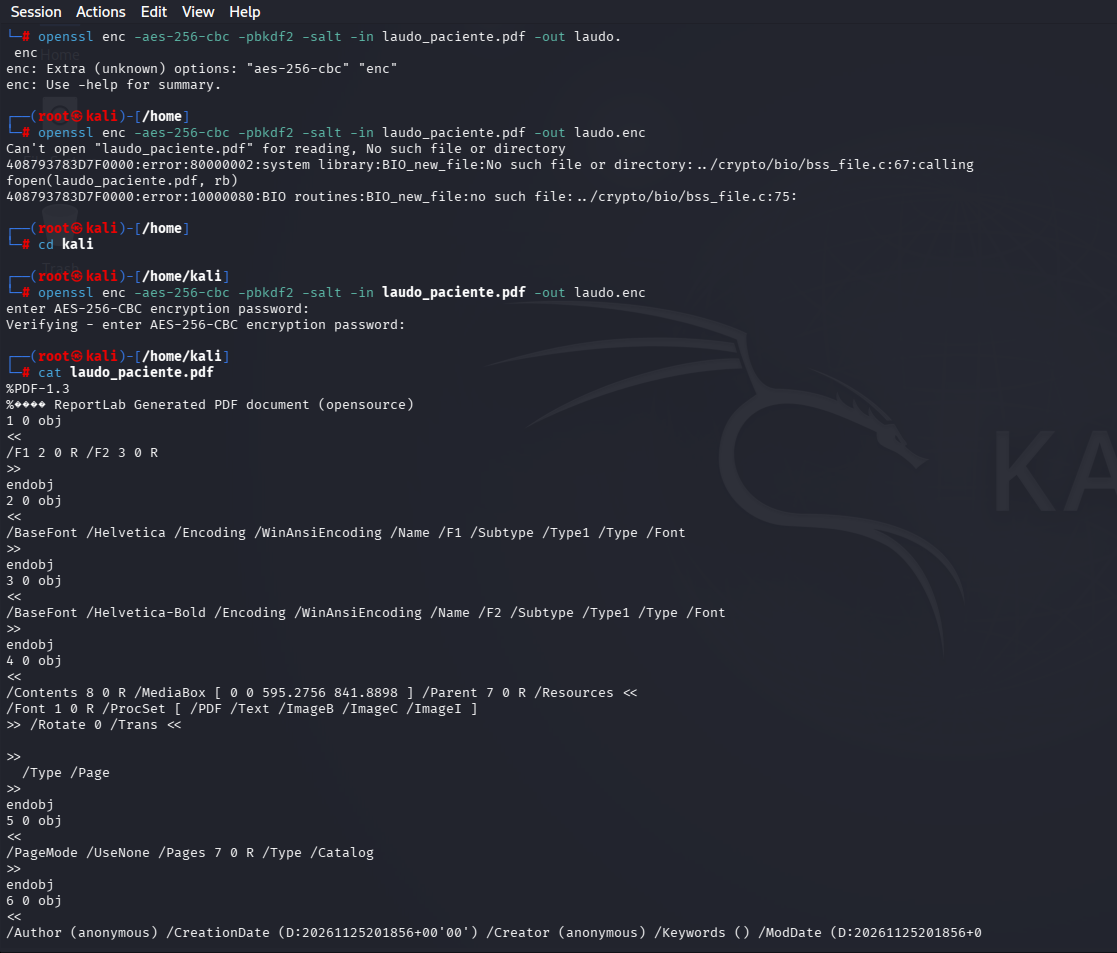 Session Actions Edit View Help
└─# openssl enc -aes-256-cbc -pbkdf2 -salt -in laudo_paciente.pdf -out laudo.
 enc
Home
enc: Extra (unknown) options: "aes-256-cbc" "enc"
enc: Use -help for summary.
┌──(root㉿kali)-[/home]
└─# openssl enc -aes-256-cbc -pbkdf2 -salt -in laudo_paciente.pdf -out laudo.enc
Can't open "laudo_paciente.pdf" for reading, No such file or directory
408793783D7F0000:error:80000002:system library:BIO_new_file:No such file or directory:../crypto/bio/bss_file.c:67:calling
fopen(laudo_paciente.pdf, rb)
408793783D7F0000:error:10000080:BIO routines:BIO_new_file:no such file:../crypto/bio/bss_file.c:75:
┌──(root㉿kali)-[/home]
└─# cd kali
Trash
┌──(root㉿kali)-[/home/kali]
└─# openssl enc -aes-256-cbc -pbkdf2 -salt -in laudo_paciente.pdf -out laudo.enc
enter AES-256-CBC encryption password:
Verifying - enter AES-256-CBC encryption password:
┌──(root㉿kali)-[/home/kali]
└─# cat laudo_paciente.pdf
%PDF-1.3
%���� ReportLab Generated PDF document (opensource)
1 0 obj
<<
/F1 2 0 R /F2 3 0 R
>>
endobj
2 0 obj
<<
/BaseFont /Helvetica /Encoding /WinAnsiEncoding /Name /F1 /Subtype /Type1 /Type /Font
>>
endobj
3 0 obj
<<
/BaseFont /Helvetica-Bold /Encoding /WinAnsiEncoding /Name /F2 /Subtype /Type1 /Type /Font
>>
endobj
4 0 obj
<<
/Contents 8 0 R /MediaBox [ 0 0 595.2756 841.8898 ] /Parent 7 0 R /Resources <<
/Font 1 0 R /ProcSet [ /PDF /Text /ImageB /ImageC /ImageI ]
>> /Rotate 0 /Trans <<
>>
  /Type /Page
>>
endobj
5 0 obj
<<
/PageMode /UseNone /Pages 7 0 R /Type /Catalog
>>
endobj
6 0 obj
<<
/Author (anonymous) /CreationDate (D:20261125201856+00'00') /Creator (anonymous) /Keywords () /ModDate (D:20261125201856+0
KA